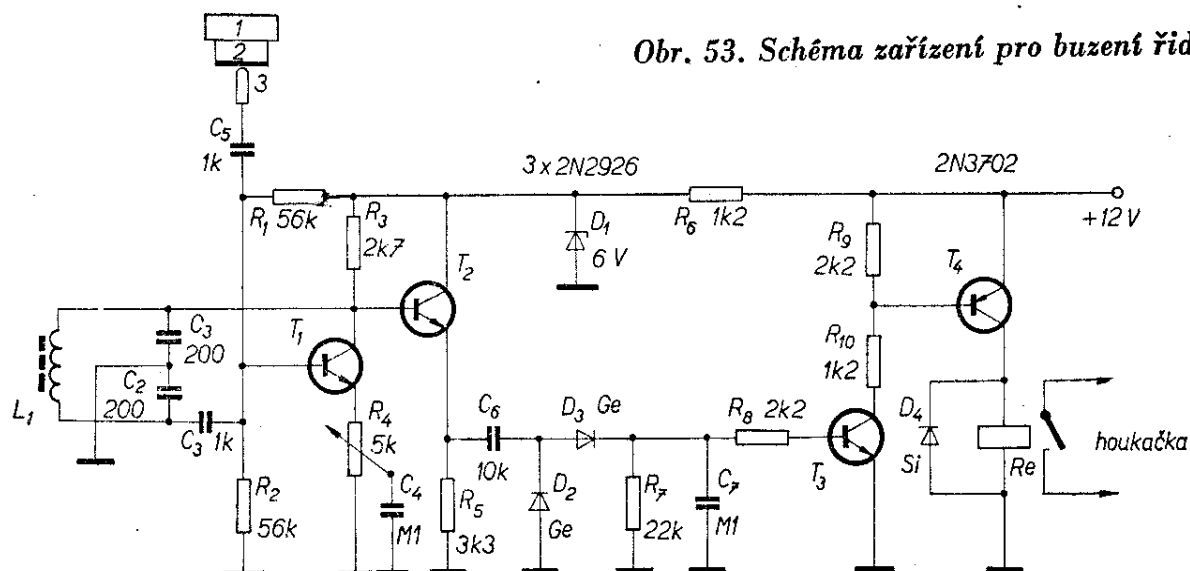 Obr. 53. Schéma zařízení pro buzení řid
1
2
3
C5
1k
3 x 2N2926
2N3702
R1 56k
R3
2k7
D1
6 V
R6 1k2
+12 V
R9
2k2
T2
T4
C3
200
T1
R10
1k2
C2
200
L1
C3 1k
R4
5k
C6
10k
D3 Ge
R8 2k2
D4
Si
Re
houkačka
T3
R2
56k
C4
M1
R5
3k3
D2
Ge
R7
22k
C7
M1